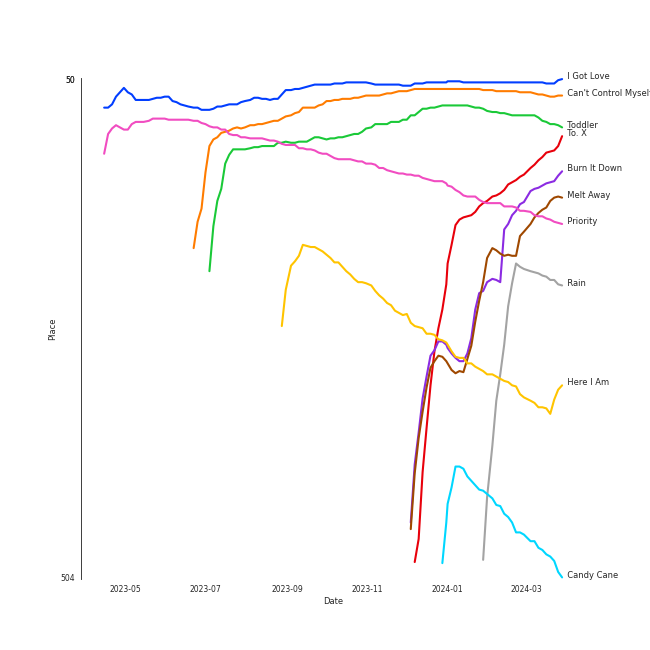 50
I Got Love
Can't Control Mysel
Toddler
To. X
Burn It Down
Melt Away
Priority
Rain
Place
Here I Am
Candy Cane
504
2023-05
2023-07
2023-09
2023-11
2024-01
2024-03
Date